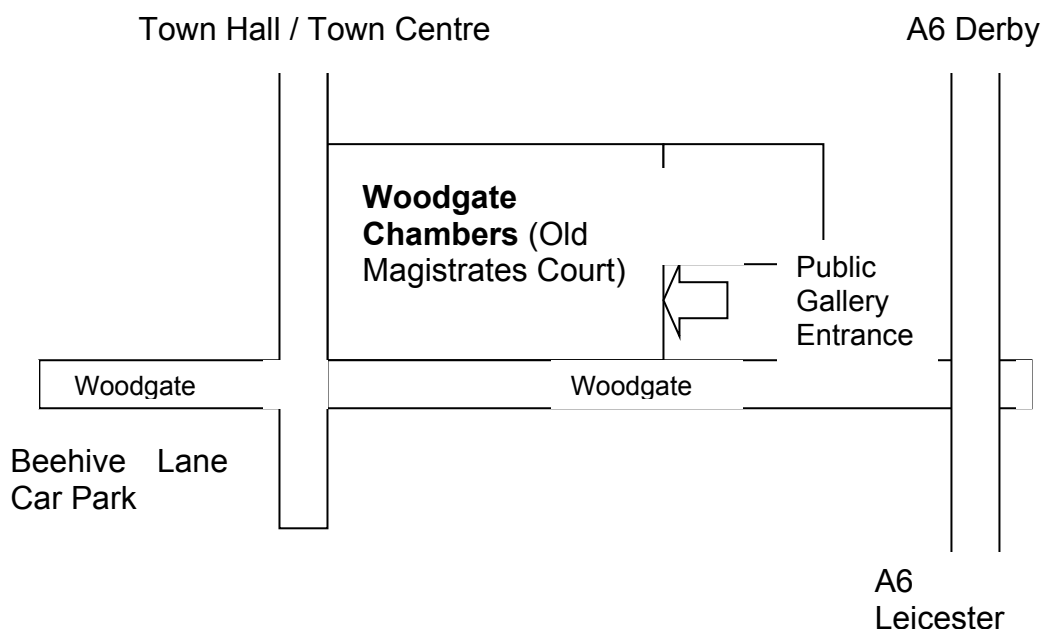 Town Hall / Town Centre
A6 Derby
Woodgate
Chambers (Old
Magistrates Court)
Public
Gallery
Entrance
Woodgate
Woodgate
Beehive Lane
Car Park
A6
Leicester